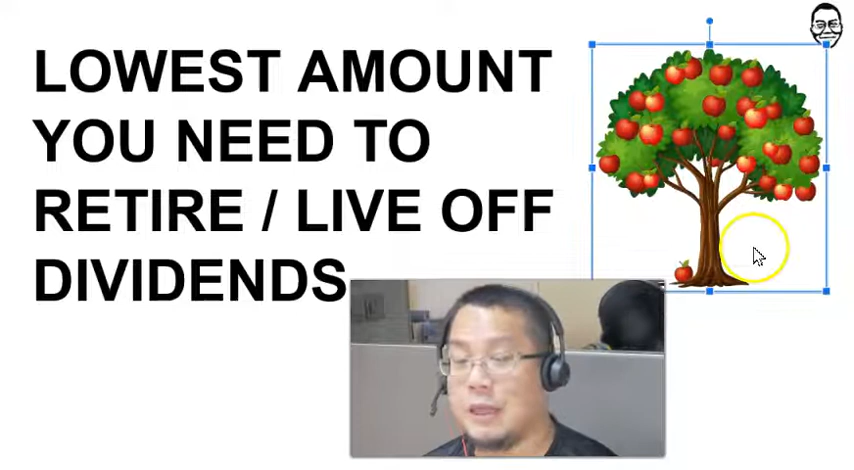 LOWEST AMOUNT
YOU NEED TO
RETIRE / LIVE OFF
DIVIDENDS